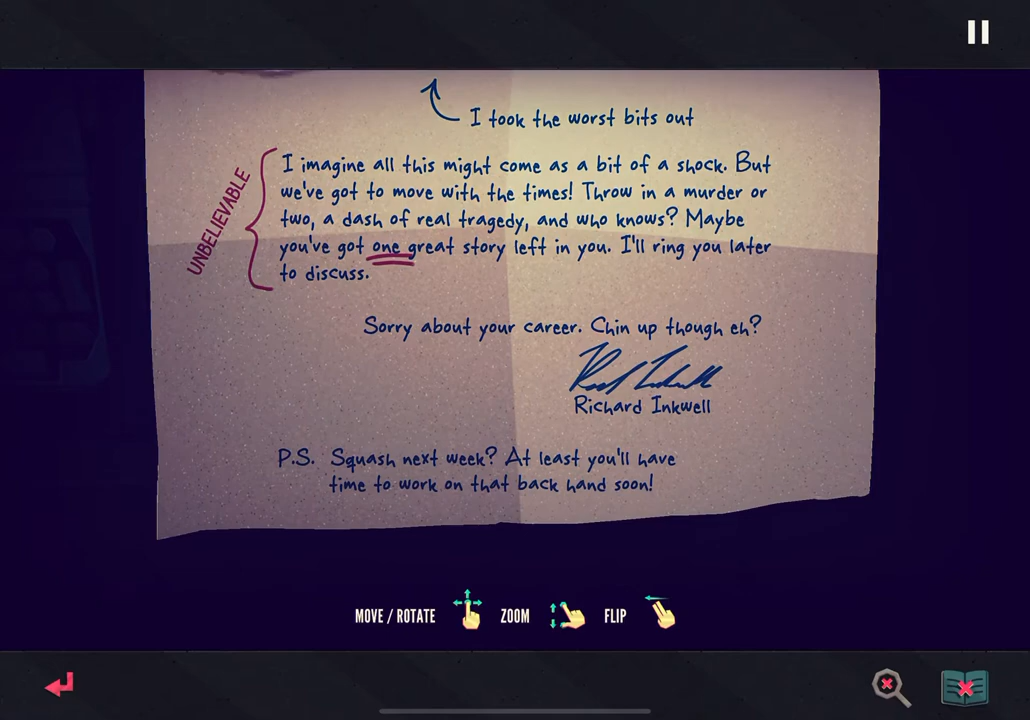 I took the worst bits out
UNBELIEVABLE
I imagine all this might come as a bit of a shock. But
we've got to move with the times! Throw in a murder or
two, a dash of real tragedy, and who knows? Maybe
you've got one great story left in you. I'll ring you later
to discuss.
Sorry about your career. Chin up though eh?
Richard Inkwell
P.S. Squash next week? At least you'll have
time to work on that back hand soon!
MOVE / ROTATE ZOOM FLIP